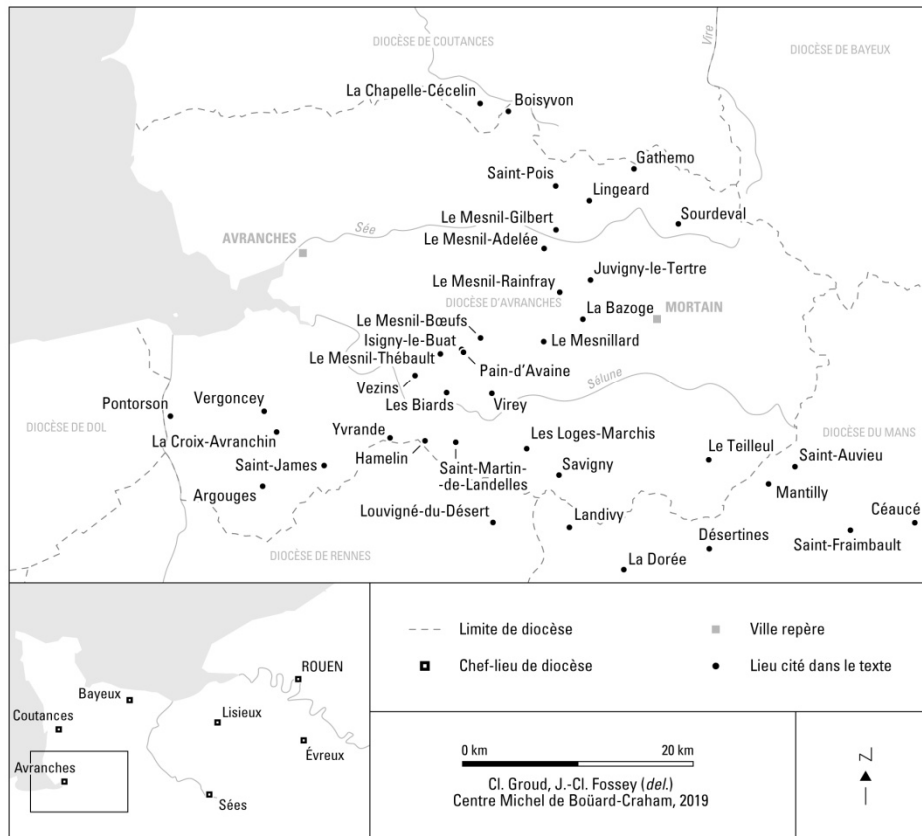 DIOCÈSE DE COUTANCES
Vire
DIOCÈSE DE BAYEUX
La Chapelle-Cécelin
Boisyvon
Gathemo
Saint-Pois
Lingeard
Le Mesnil-Gilbert
Sourdeval
Sée
AVRANCHES
Le Mesnil-Adelée
Juvigny-le-Tertre
Le Mesnil-Rainfray
DIOCÈSE D'AVRANCHES
La Bazoge
MORTAIN
Le Mesnil-Bœufs
Isigny-le-Buat
Le Mesnillard
Le Mesnil-Thébault
Pain-d'Avaine
Vezins
Sélune
Les Biards
Virey
Pontorson
Vergoncey
DIOCÈSE DE DOL
La Croix-Avranchin
Yvrande
Les Loges-Marchis
Le Teilleul
DIOCÈSE DU MANS
Saint-Auvieu
Saint-James
Hamelin
Saint-Martin-
de-Landelles
Savigny
Mantilly
Argouges
Louvigné-du-Désert
Landivy
Céaucé
Désertines
Saint-Fraimbault
DIOCÈSE DE RENNES
La Dorée
ROUEN
Bayeux
Lisieux
Coutances
Évreux
Avranches
Sées
Limite de diocèse
Ville repère
Chef-lieu de diocèse
Lieu cité dans le texte
0 km
20 km
Cl. Groud, J.-Cl. Fossey (del.)
Centre Michel de Boüard-Craham, 2019
N